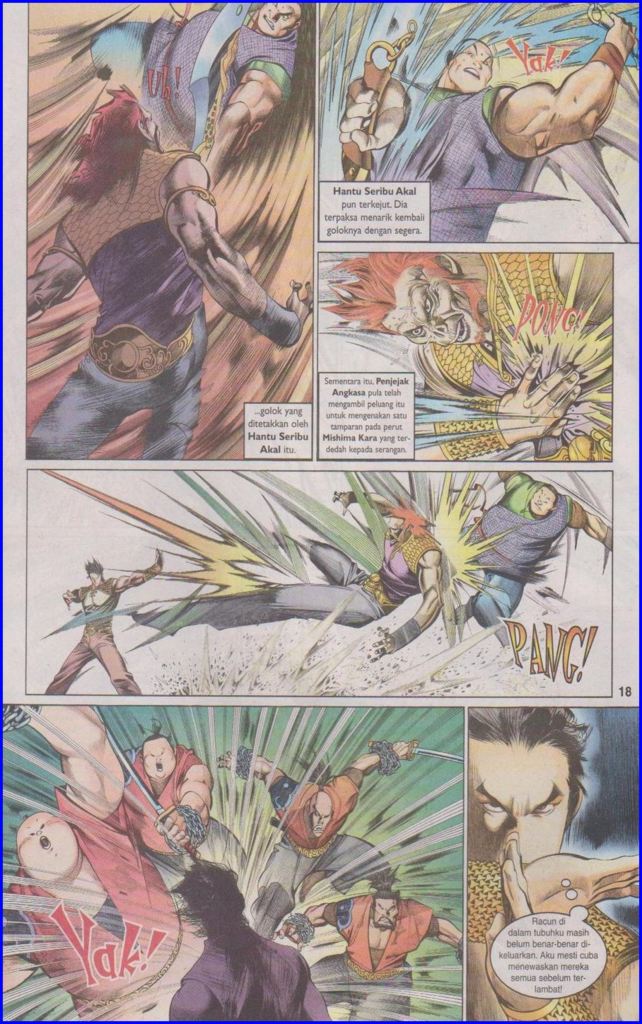 Uh!
...golok yang
ditetakkan oleh
Hantu Seribu
Akal itu.
Yak!
Hantu Seribu Akal
pun terkejut. Dia
terpaksa menarik kembali
goloknya dengan segera.
PONG!
Sementara itu, Penjejak
Angkasa pula telah
mengambil peluang itu
untuk mengenakan satu
tamparan pada perut
Mishima Kara yang ter-
dedah kepada serangan.
PANG!
18
Yak!
Racun di
dalam tubuhku masih
belum benar-benar di-
keluarkan. Aku mesti cuba
menewaskan mereka
semua sebelum ter-
lambat!